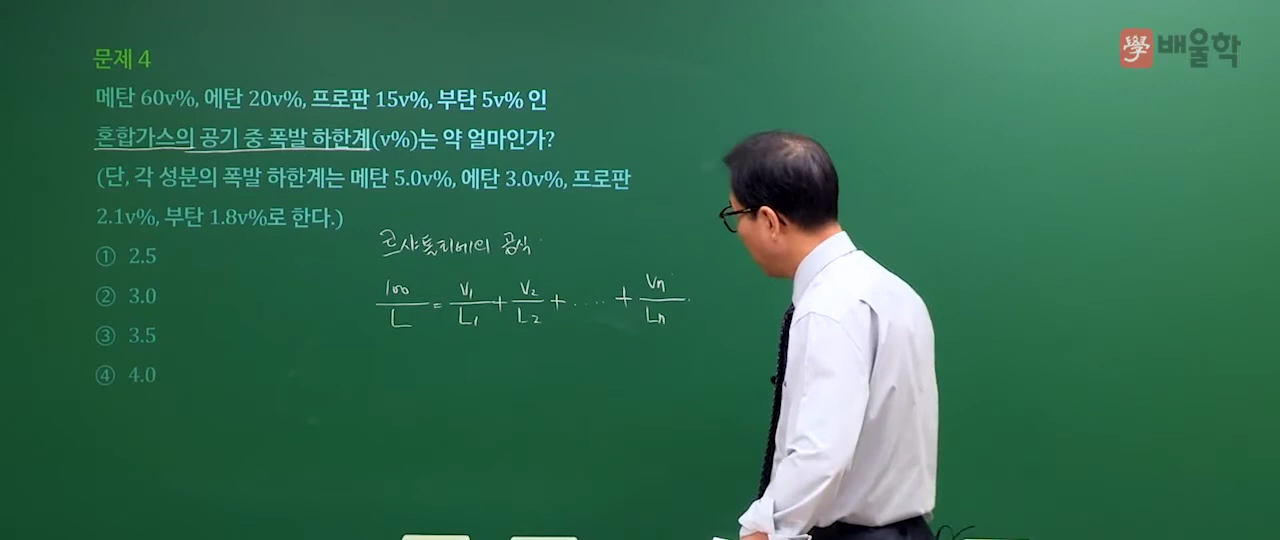 學 배울학
문제 4
메탄 60v%, 에탄 20v%, 프로판 15v%, 부탄 5v% 인
혼합가스의 공기 중 폭발 하한계(v%)는 약 얼마인가?
(단, 각 성분의 폭발 하한계는 메탄 5.0v%, 에탄 3.0v%, 프로판
2.1v%, 부탄 1.8v%로 한다.)
① 2.5
② 3.0
③ 3.5
④ 4.0
르샤틀리에의 공식
100/L = V1/L1 + V2/L2 + ..... + Vn/Ln